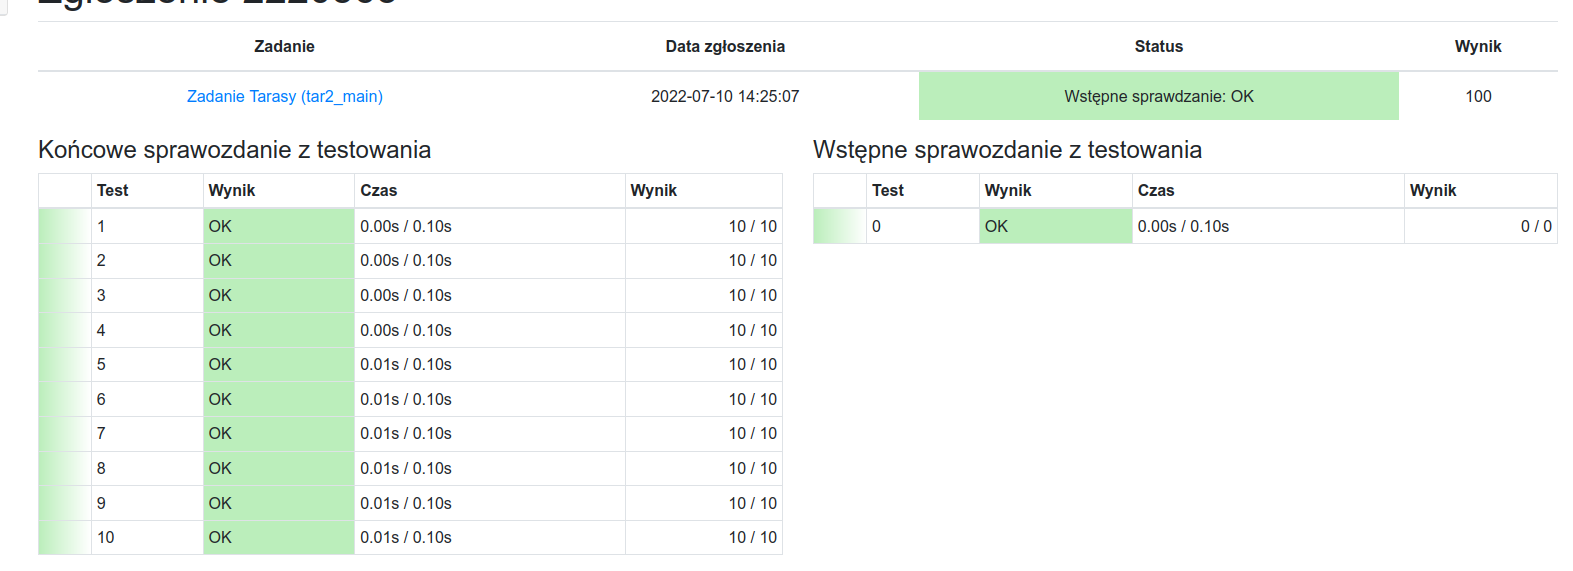 Zgłoszenie
Zadanie Data zgłoszenia Status Wynik
Zadanie Tarasy (tar2_main) 2022-07-10 14:25:07 Wstępne sprawdzanie: OK 100
Końcowe sprawozdanie z testowania
Test Wynik Czas Wynik
1 OK 0.00s / 0.10s 10 / 10
2 OK 0.00s / 0.10s 10 / 10
3 OK 0.00s / 0.10s 10 / 10
4 OK 0.00s / 0.10s 10 / 10
5 OK 0.01s / 0.10s 10 / 10
6 OK 0.01s / 0.10s 10 / 10
7 OK 0.01s / 0.10s 10 / 10
8 OK 0.01s / 0.10s 10 / 10
9 OK 0.01s / 0.10s 10 / 10
10 OK 0.01s / 0.10s 10 / 10
Wstępne sprawozdanie z testowania
Test Wynik Czas Wynik
0 OK 0.00s / 0.10s 0 / 0